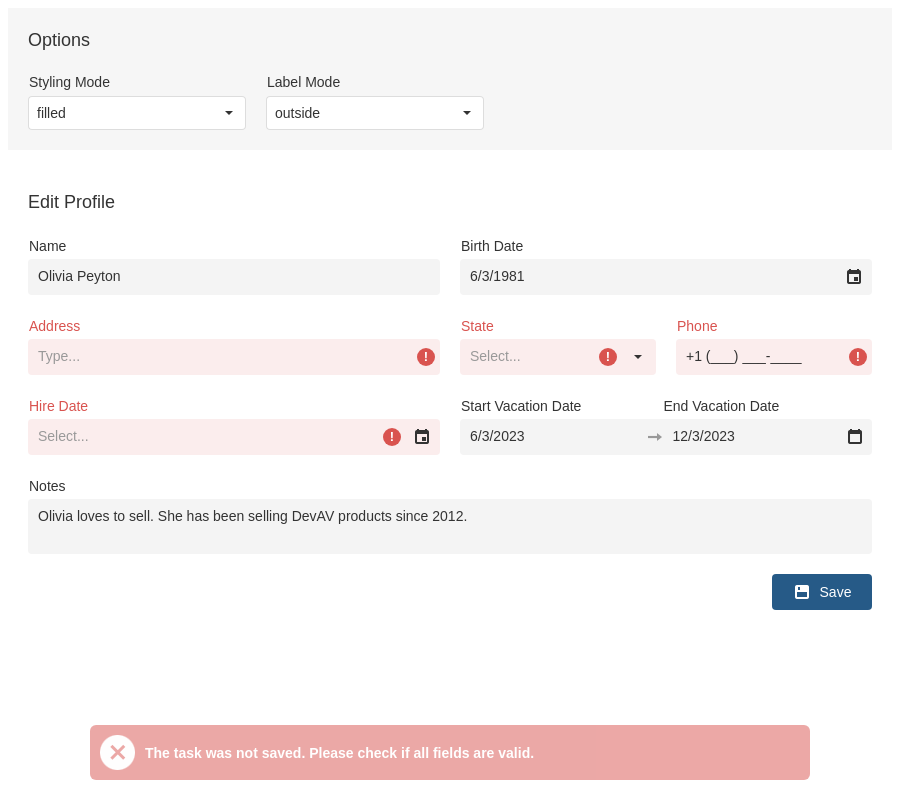 Options
Styling Mode Label Mode
filled outside
Edit Profile
Name Birth Date
Olivia Peyton 6/3/1981
Address State Phone
Type... Select... +1 (___) ___-____
Hire Date Start Vacation Date End Vacation Date
Select... 6/3/2023 12/3/2023
Notes
Olivia loves to sell. She has been selling DevAV products since 2012.
Save
The task was not saved. Please check if all fields are valid.